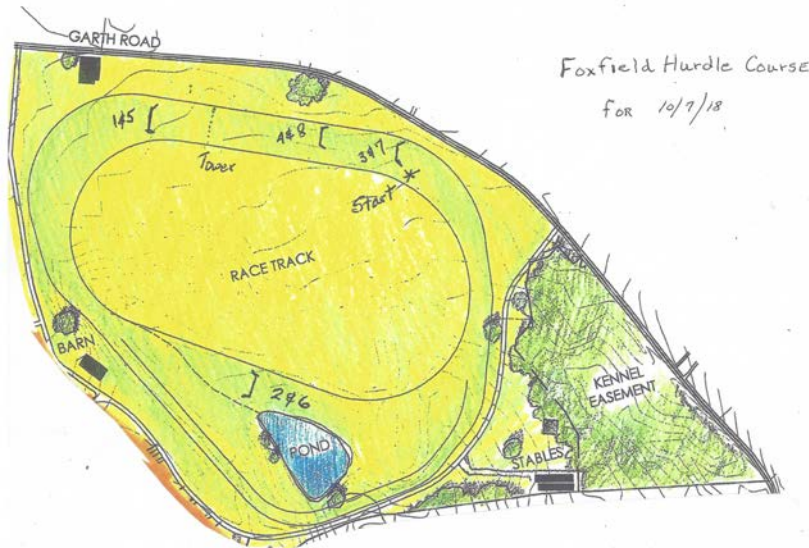 GARTH ROAD
Foxfield Hurdle Course
for 10/7/18
1&5
4&8
3&7
Tower
Start
RACE TRACK
BARN
KENNEL
EASEMENT
2&6
POND
STABLES